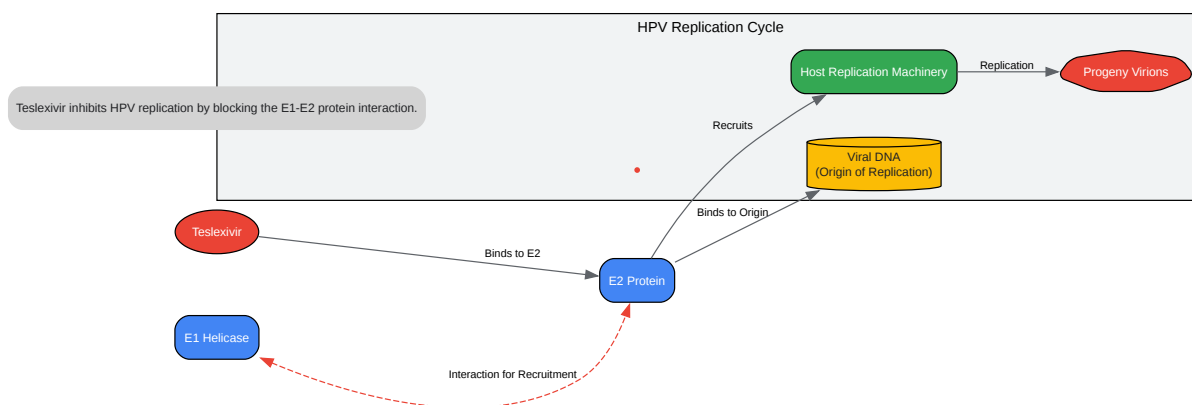 HPV Replication Cycle
Host Replication Machinery
Replication
Progeny Virions
Teslexivir inhibits HPV replication by blocking the E1-E2 protein interaction.
Recruits
Viral DNA
(Origin of Replication)
Binds to Origin
Teslexivir
Binds to E2
E2 Protein
E1 Helicase
Interaction for Recruitment